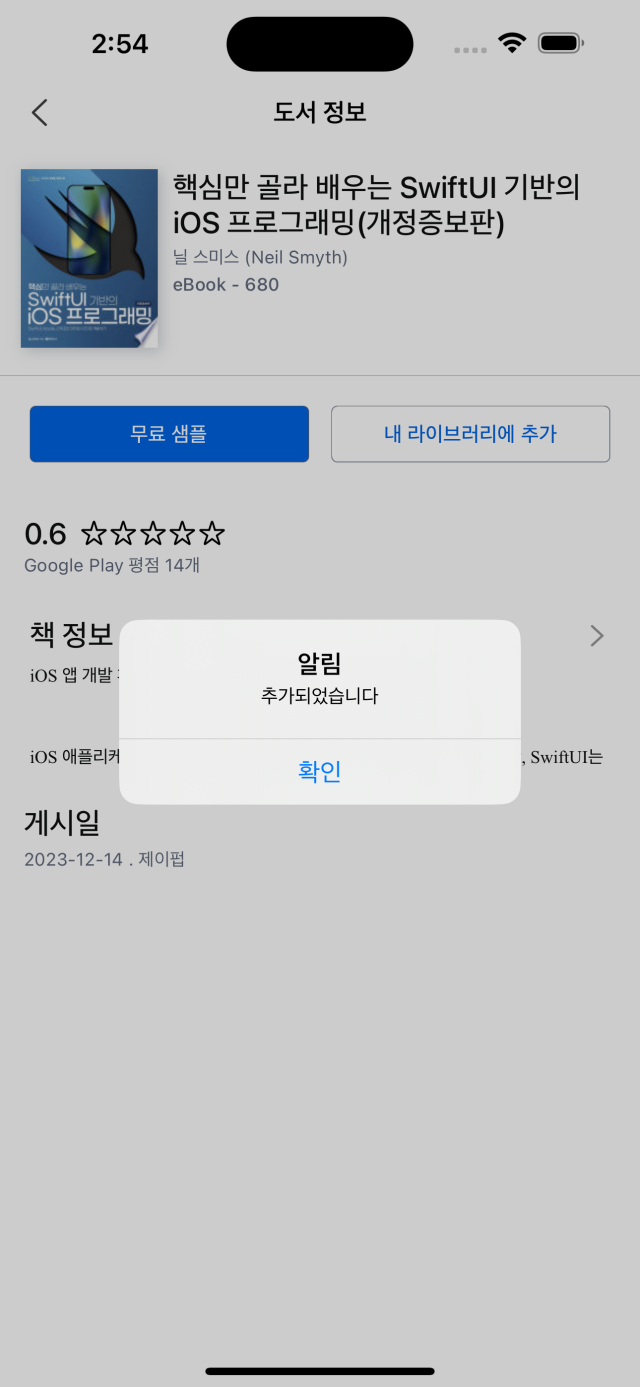 2:54
도서 정보
핵심만 골라 배우는 SwiftUI 기반의
iOS 프로그래밍(개정증보판)
닐 스미스 (Neil Smyth)
eBook - 680
핵심만 골라 배우는
SwiftUI 기반의
iOS 프로그래밍
무료 샘플
내 라이브러리에 추가
0.6
Google Play 평점 14개
책 정보
iOS 앱 개발
알림
추가되었습니다
확인
iOS 애플리케
, SwiftUI는
게시일
2023-12-14 . 제이펍